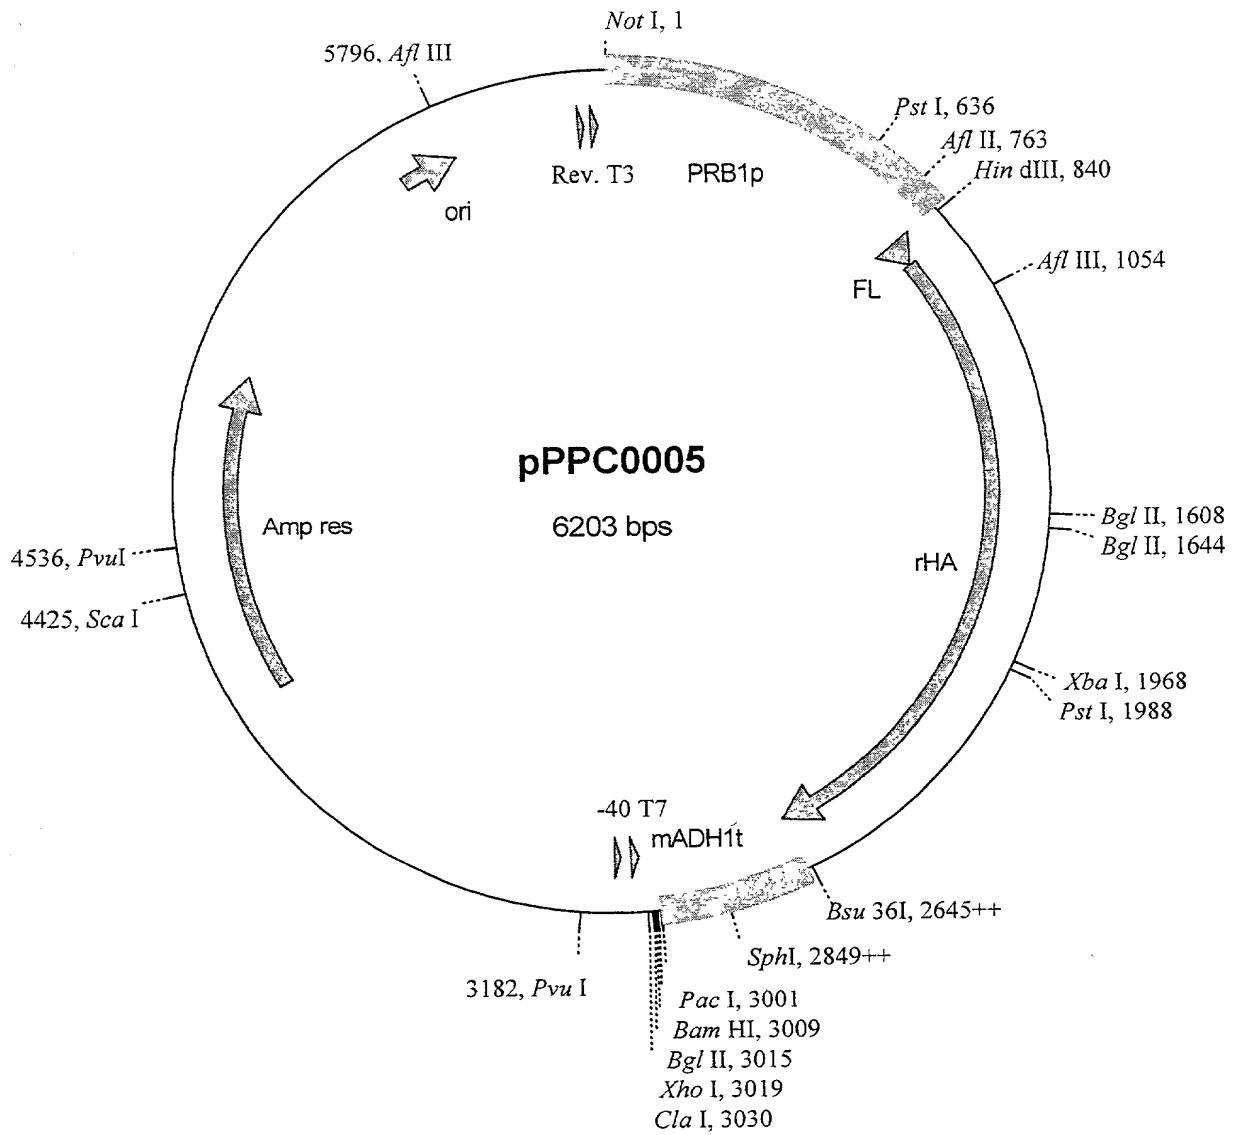 Not I, 1
5796, Afl III
Pst I, 636
Afl II, 763
Hin dIII, 840
Rev. T3
PRB1p
ori
Afl III, 1054
FL
pPPC0005
6203 bps
Amp res
Bgl II, 1608
Bgl II, 1644
rHA
4536, PvuI
4425, Sca I
Xba I, 1968
Pst I, 1988
-40 T7
mADH1t
Bsu 36I, 2645++
SphI, 2849++
3182, Pvu I
Pac I, 3001
Bam HI, 3009
Bgl II, 3015
Xho I, 3019
Cla I, 3030